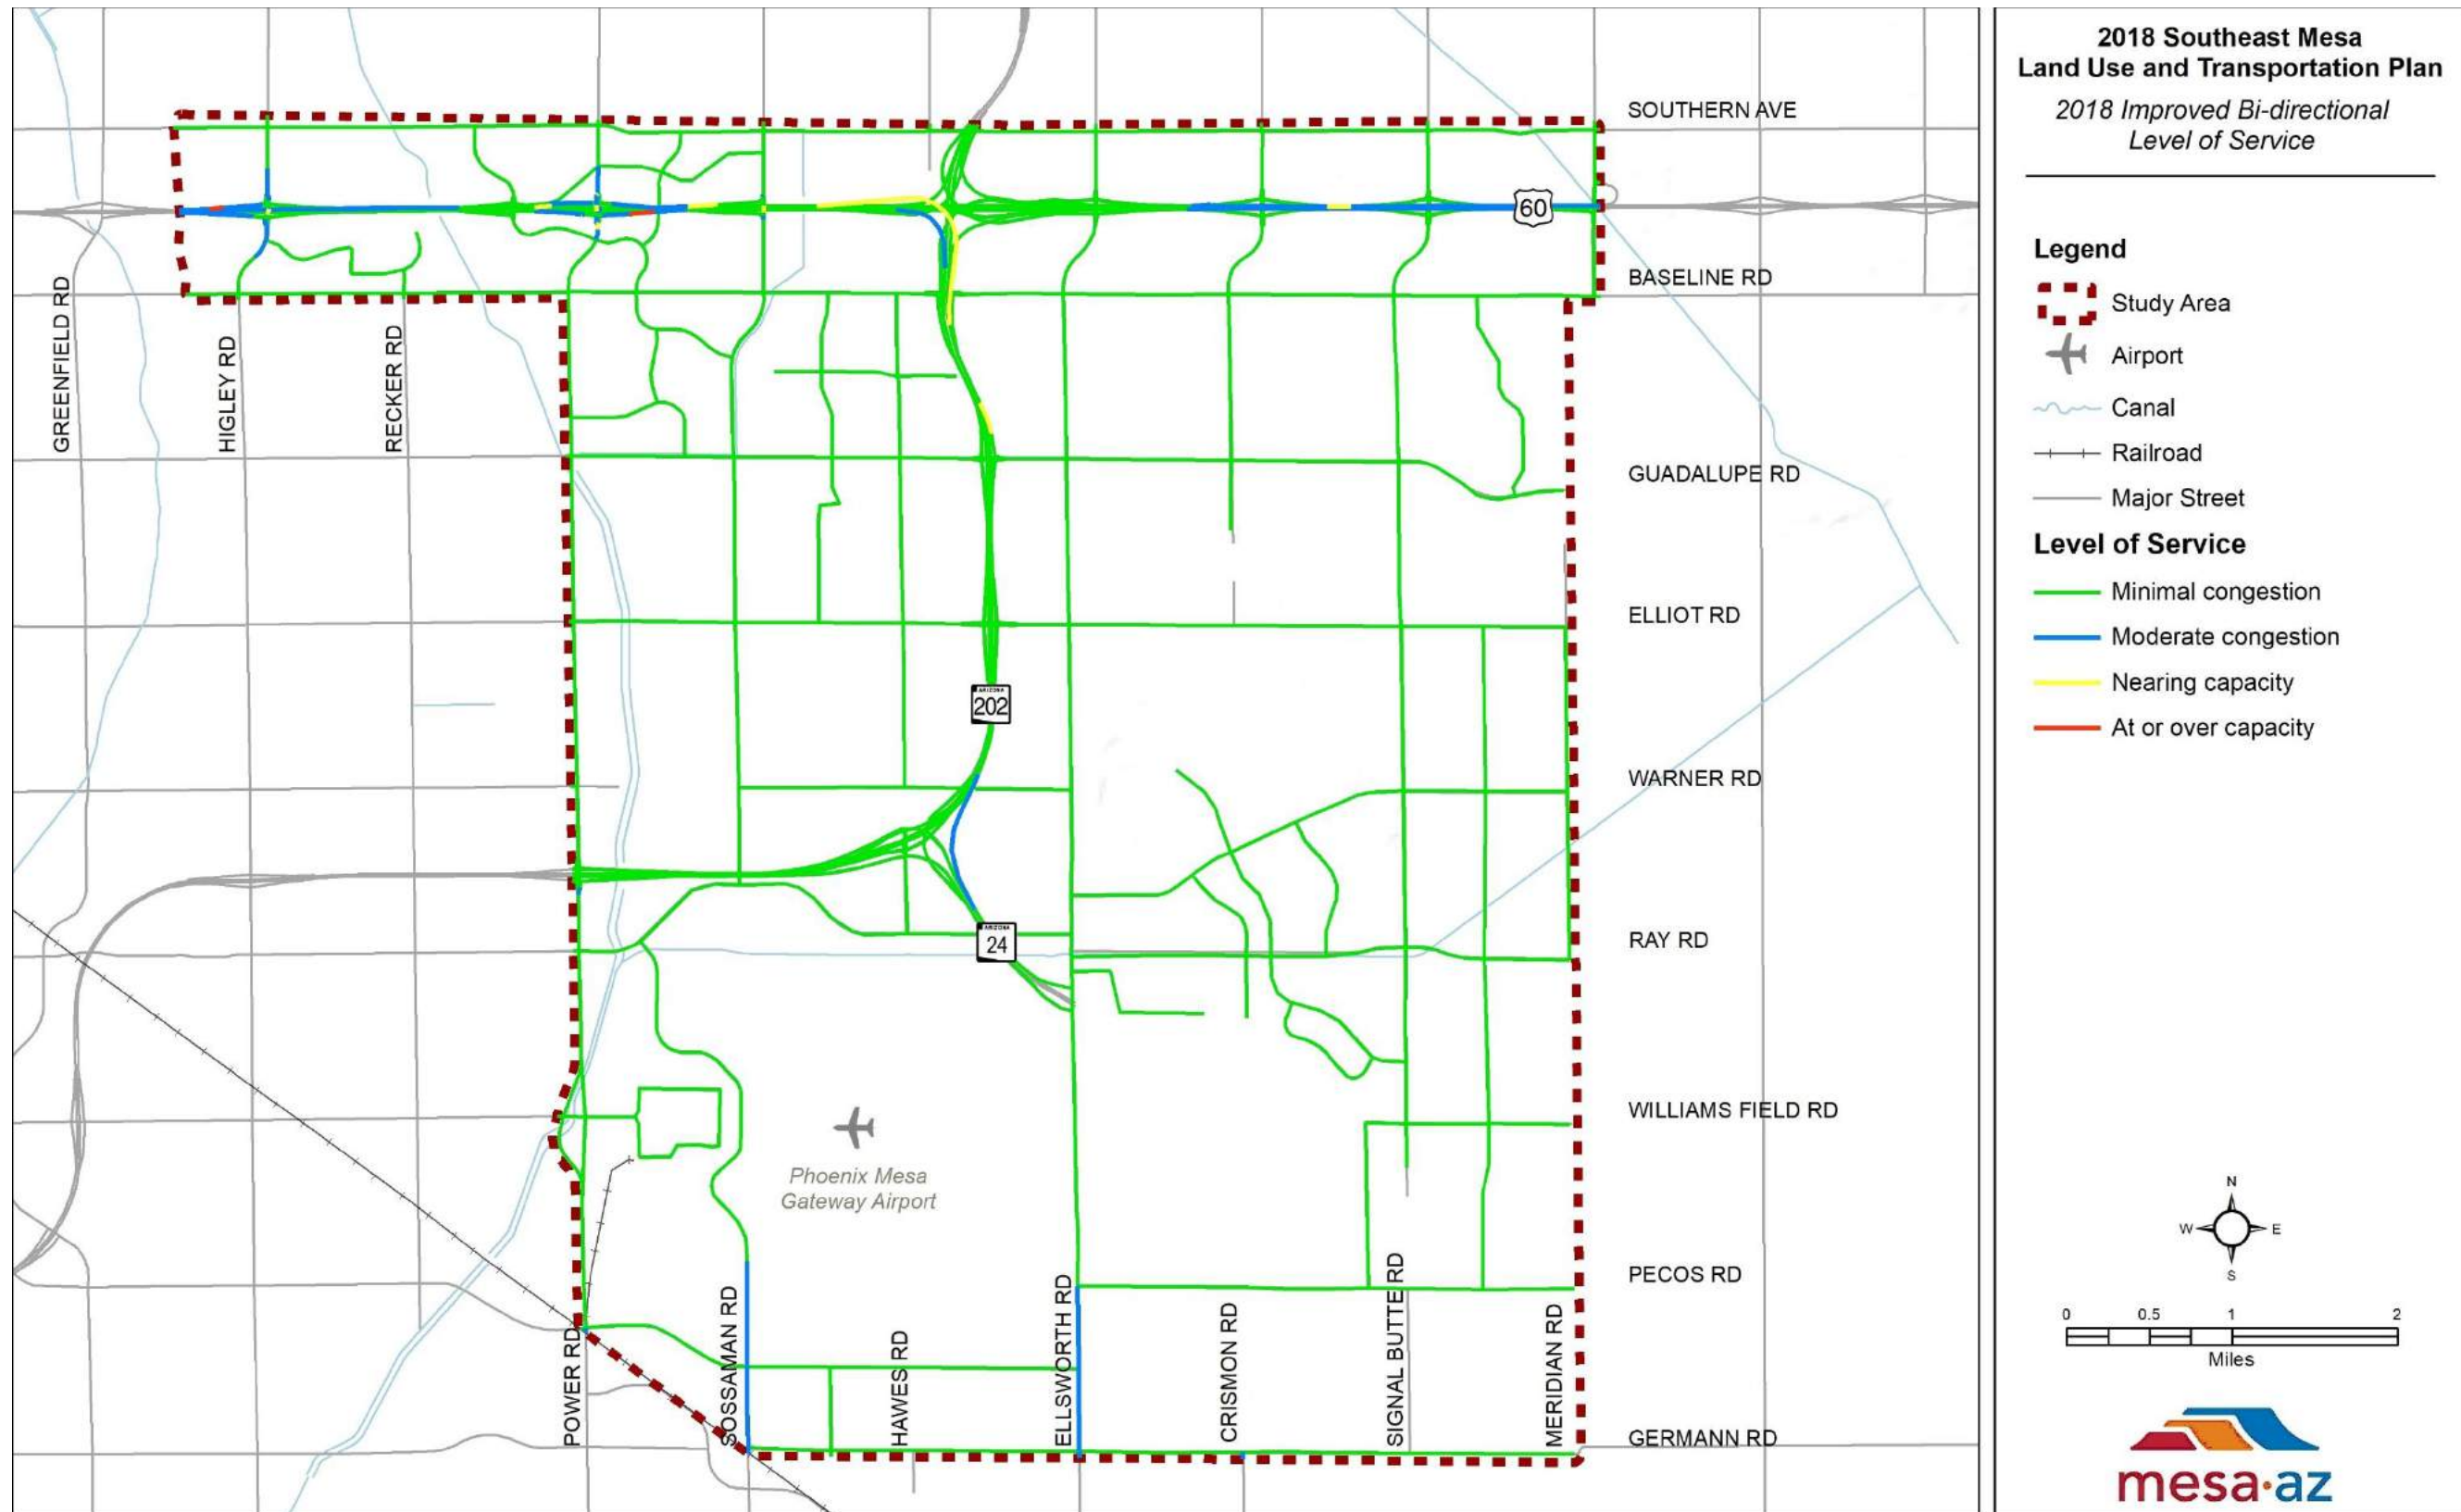 2018 Southeast Mesa
Land Use and Transportation Plan
2018 Improved Bi-directional
Level of Service
Legend
Study Area
Airport
Canal
Railroad
Major Street
Level of Service
Minimal congestion
Moderate congestion
Nearing capacity
At or over capacity
SOUTHERN AVE
BASELINE RD
GUADALUPE RD
ELLIOT RD
WARNER RD
RAY RD
WILLIAMS FIELD RD
PECOS RD
GERMANN RD
GREENFIELD RD
HIGLEY RD
RECKER RD
POWER RD
SOSSAMAN RD
HAWES RD
ELLSWORTH RD
CRISMON RD
SIGNAL BUTTE RD
MERIDIAN RD
60
ARIZONA
202
ARIZONA
24
Phoenix Mesa
Gateway Airport
N
W E
S
0 0.5 1 2
Miles
mesa·az